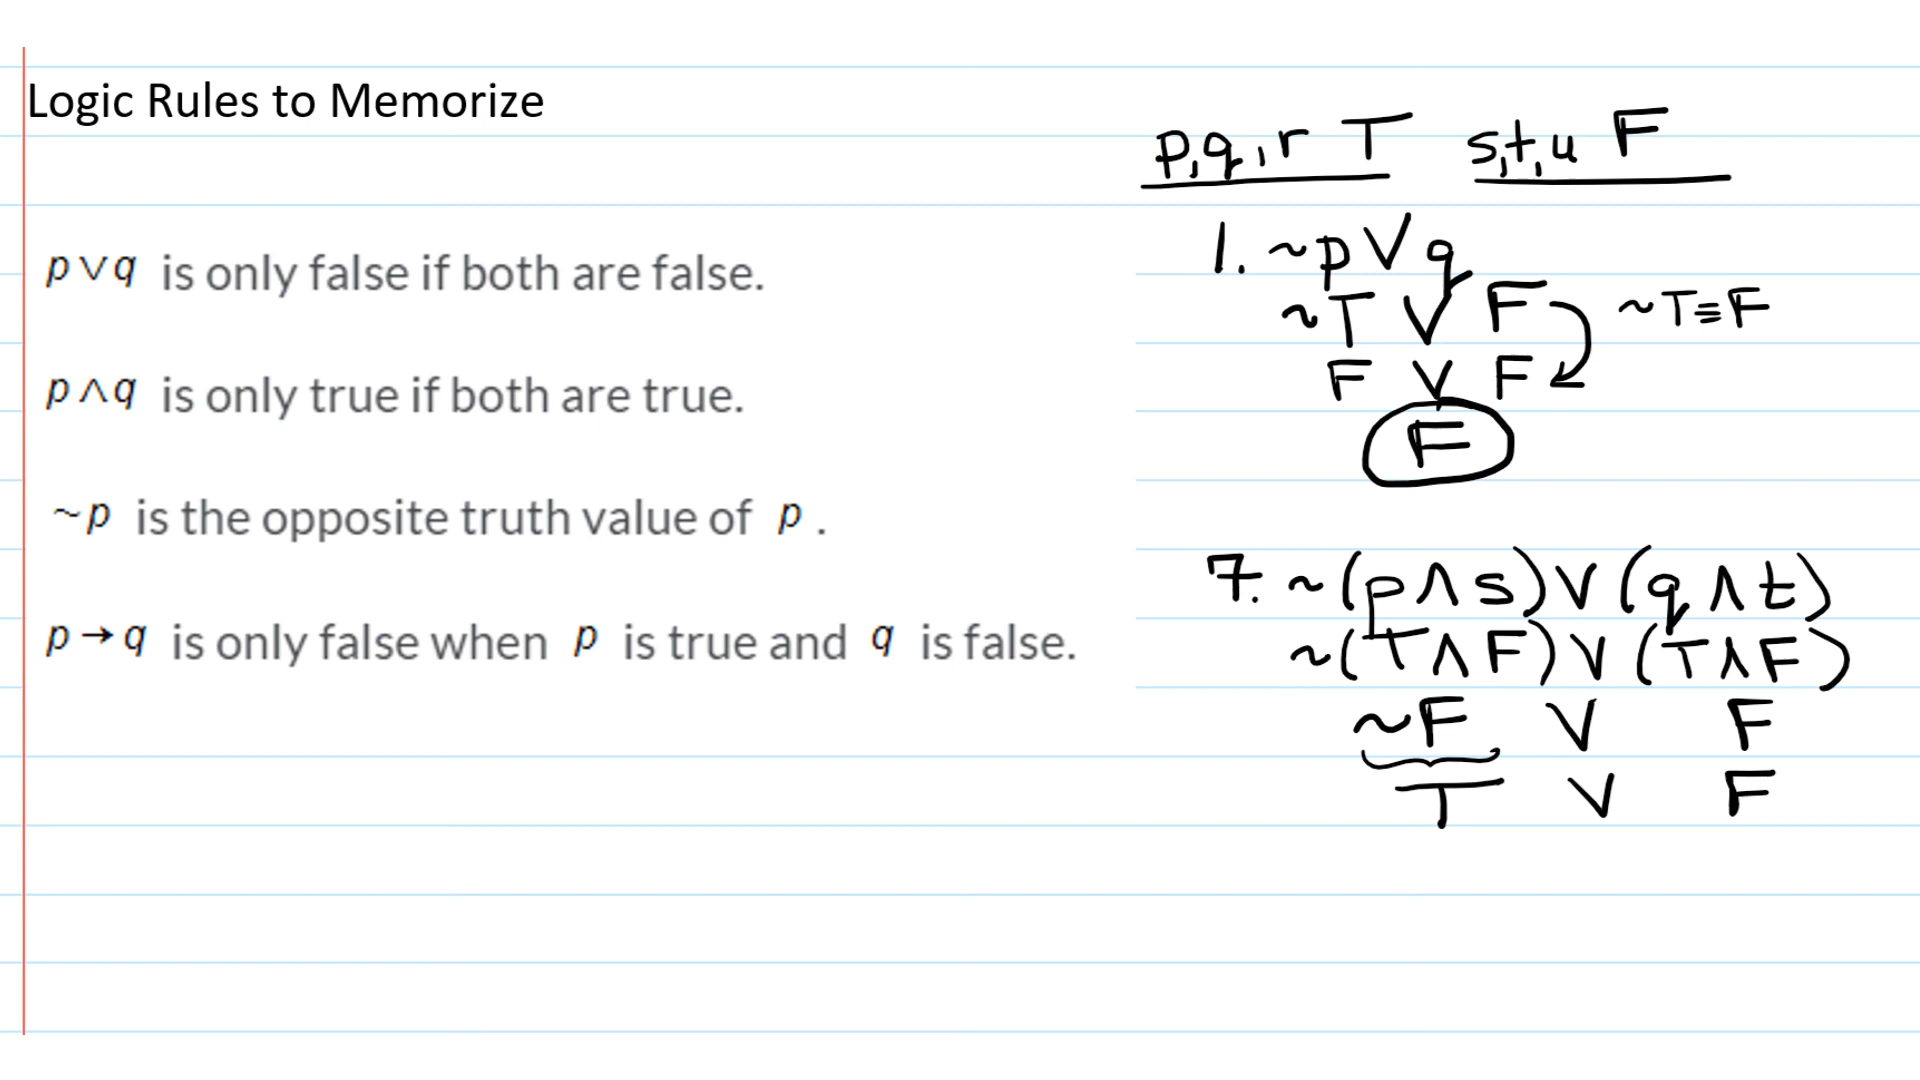 Logic Rules to Memorize
p ∨ q is only false if both are false.
p ∧ q is only true if both are true.
~p is the opposite truth value of p.
p → q is only false when p is true and q is false.
p,q,r T s,t,u F
1. ~p ∨ q
~T ∨ F ~T≡F
F ∨ F
F
7. ~(p ∧ s) ∨ (q ∧ t)
~(T ∧ F) ∨ (T ∧ F)
~F ∨ F
T ∨ F